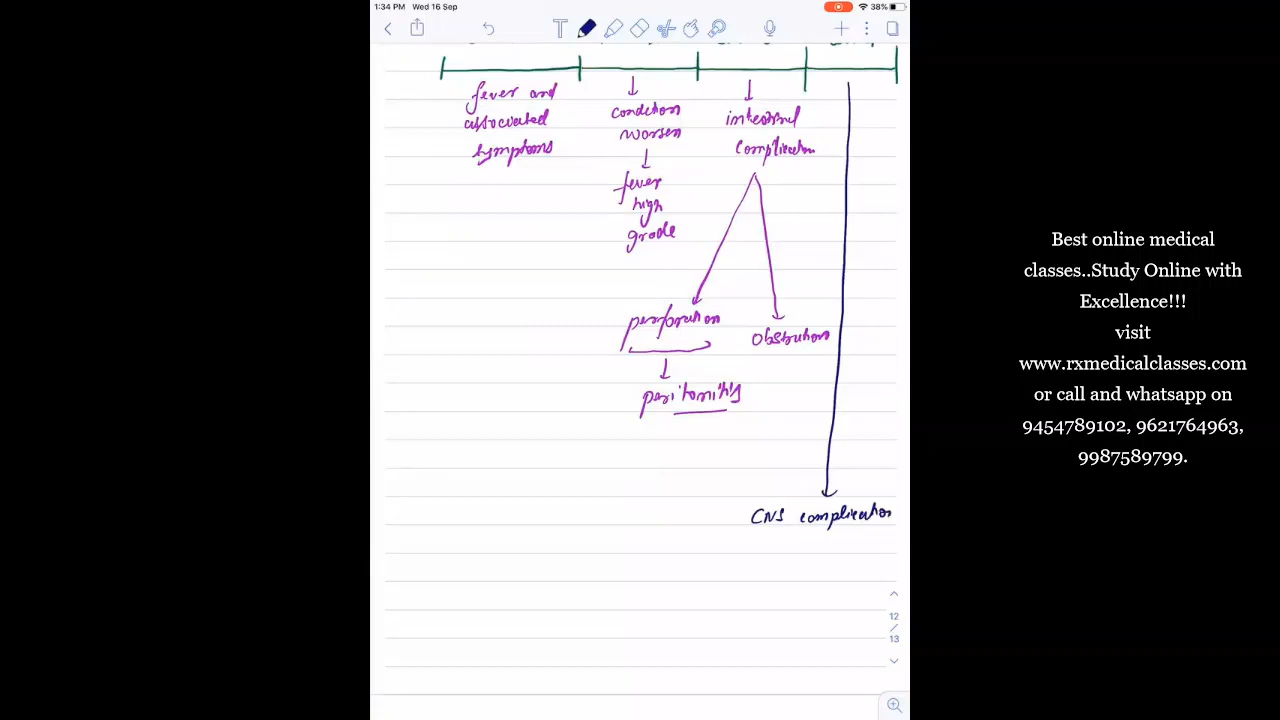 1:34 PM Wed 16 Sep
38%
fever and
associated
symptoms
condition
worsen
fever
high
grade
intestinal
complication
perforation
obstruction
peritonitis
CNS complication
12
/
13
Best online medical
classes..Study Online with
Excellence!!!
visit
www.rxmedicalclasses.com
or call and whatsapp on
9454789102, 9621764963,
9987589799.